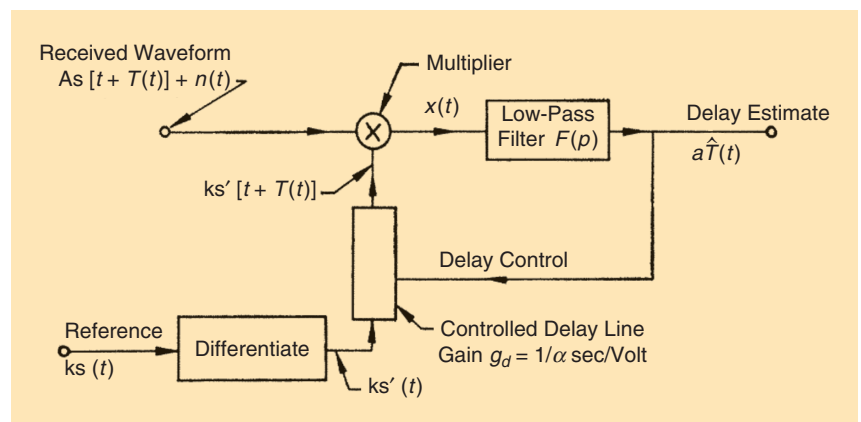 Received Waveform
As [t + T(t)] + n(t)
Multiplier
x(t)
Low-Pass
Filter F(p)
Delay Estimate
aT̂(t)
ks′ [t + T(t)]
Delay Control
Reference
ks (t)
Differentiate
ks′ (t)
Controlled Delay Line
Gain g_d = 1/α sec/Volt